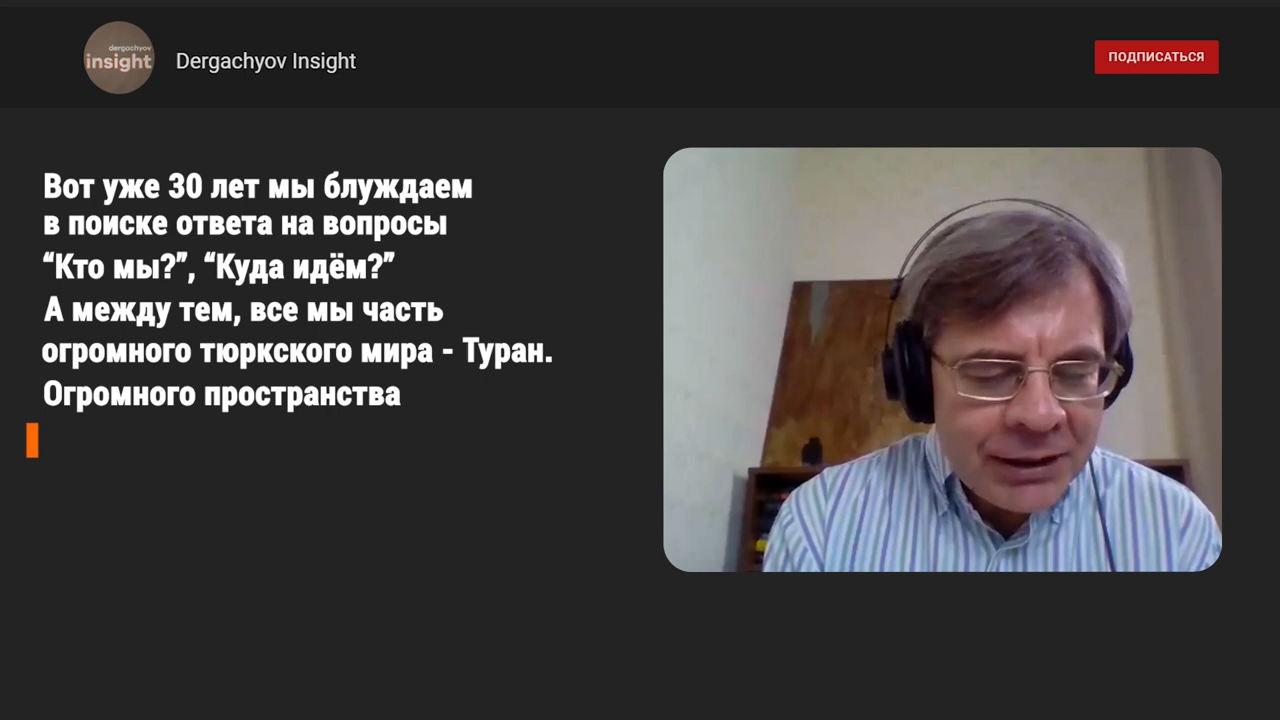 dergachyov
insight
Dergachyov Insight
ПОДПИСАТЬСЯ
Вот уже 30 лет мы блуждаем
в поиске ответа на вопросы
“Кто мы?”, “Куда идём?”
А между тем, все мы часть
огромного тюркского мира - Туран.
Огромного пространства